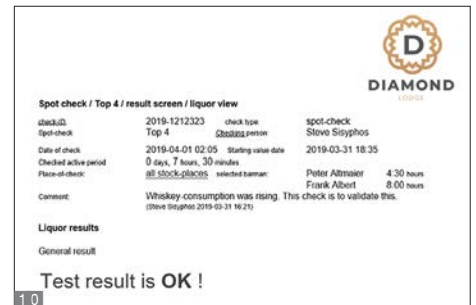 D
DIAMOND
LODGE
Spot check / Top 4 / result screen / liquor view
check-ID: 2019-1212323 check type: spot-check
Spot-check Top 4 Checking person: Steve Sisyphos
Date of check 2019-04-01 02:05 Starting value date 2019-03-31 18:35
Checked active period 0 days, 7 hours, 30 minutes
Place-of-check: all stock-places selected barman: Peter Altmaier 4:30 hours
Frank Albert 8:00 hours
Comment: Whiskey-consumption was rising. This check is to validate this.
(Steve Sisyphos 2019-03-31 16:21)
Liquor results
General result
Test result is OK !
10